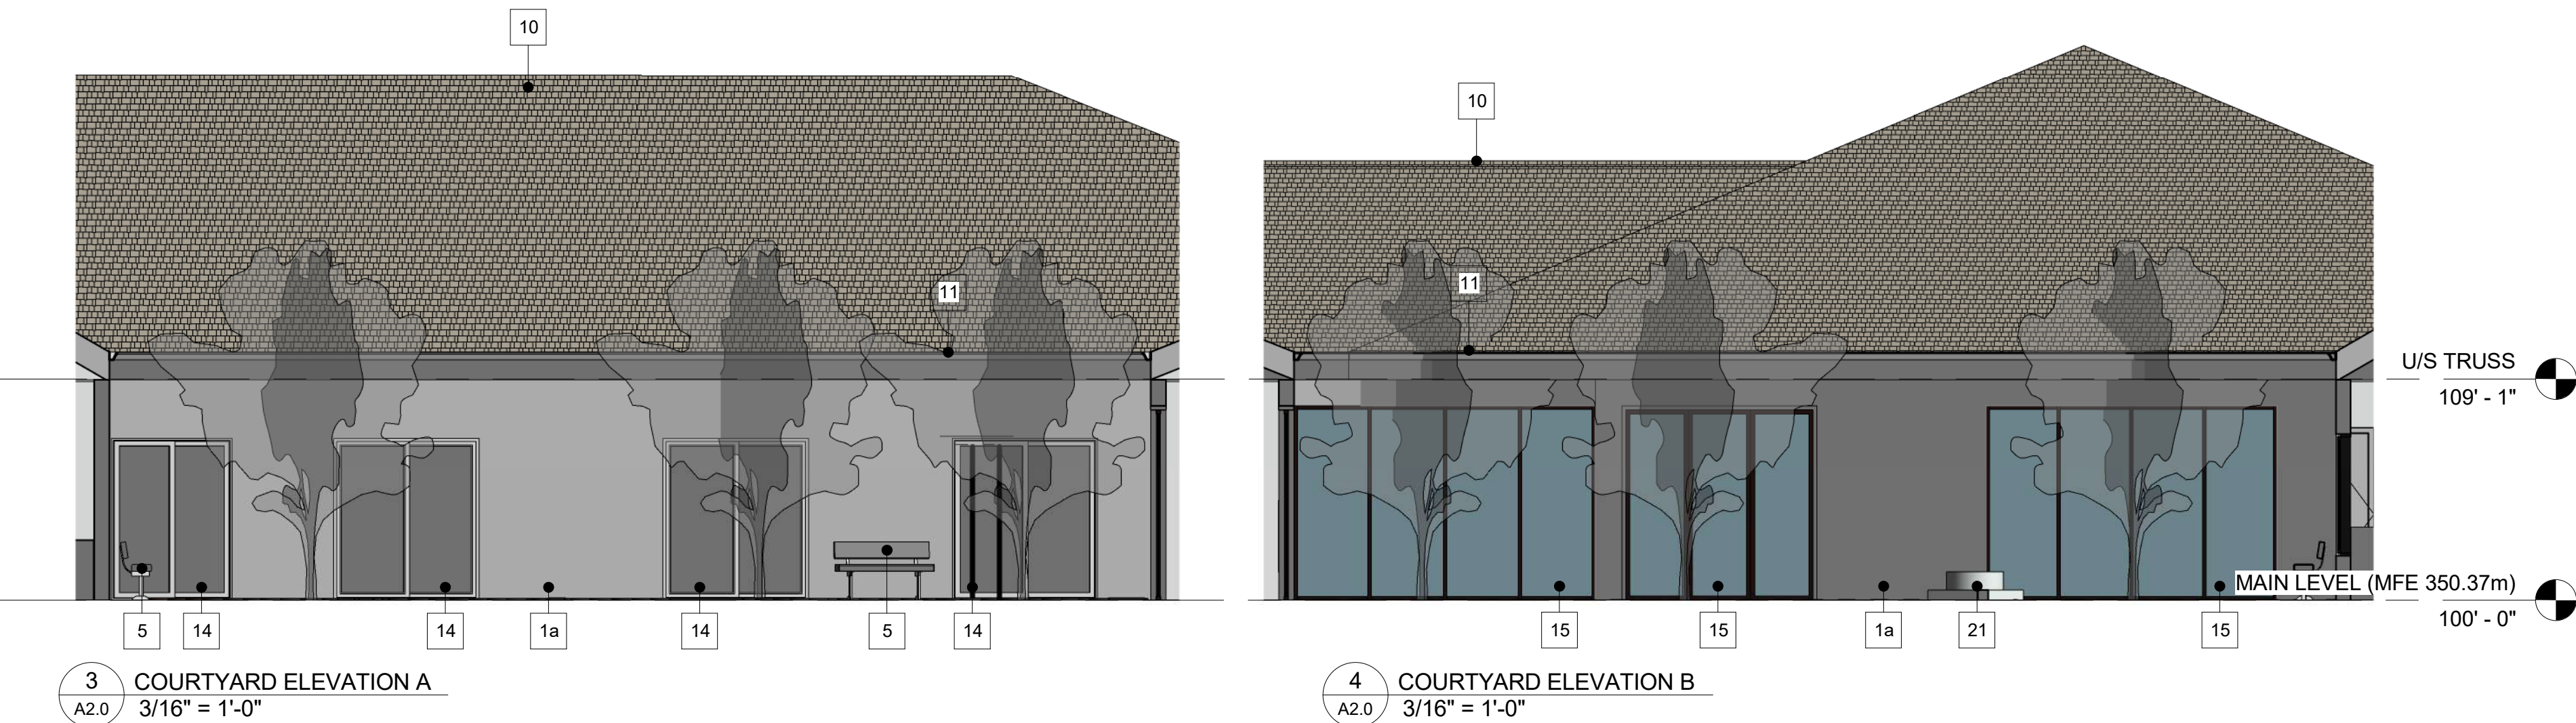 10
10
11
11
U/S TRUSS
109' - 1"
MAIN LEVEL (MFE 350.37m)
100' - 0"
5
14
14
1a
14
5
14
15
15
1a
21
15
3
COURTYARD ELEVATION A
A2.0
3/16" = 1'-0"
4
COURTYARD ELEVATION B
A2.0
3/16" = 1'-0"